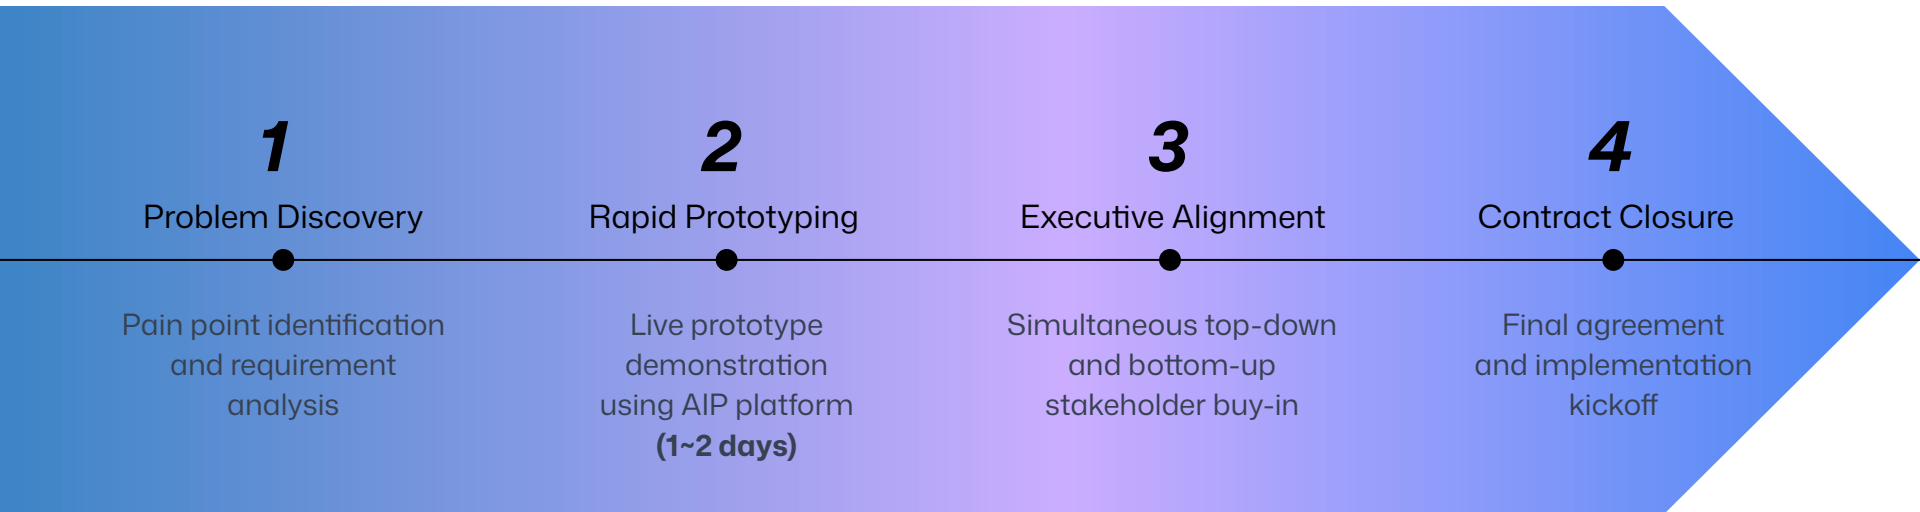 1
Problem Discovery
Pain point identification
and requirement
analysis
2
Rapid Prototyping
Live prototype
demonstration
using AIP platform
(1~2 days)
3
Executive Alignment
Simultaneous top-down
and bottom-up
stakeholder buy-in
4
Contract Closure
Final agreement
and implementation
kickoff